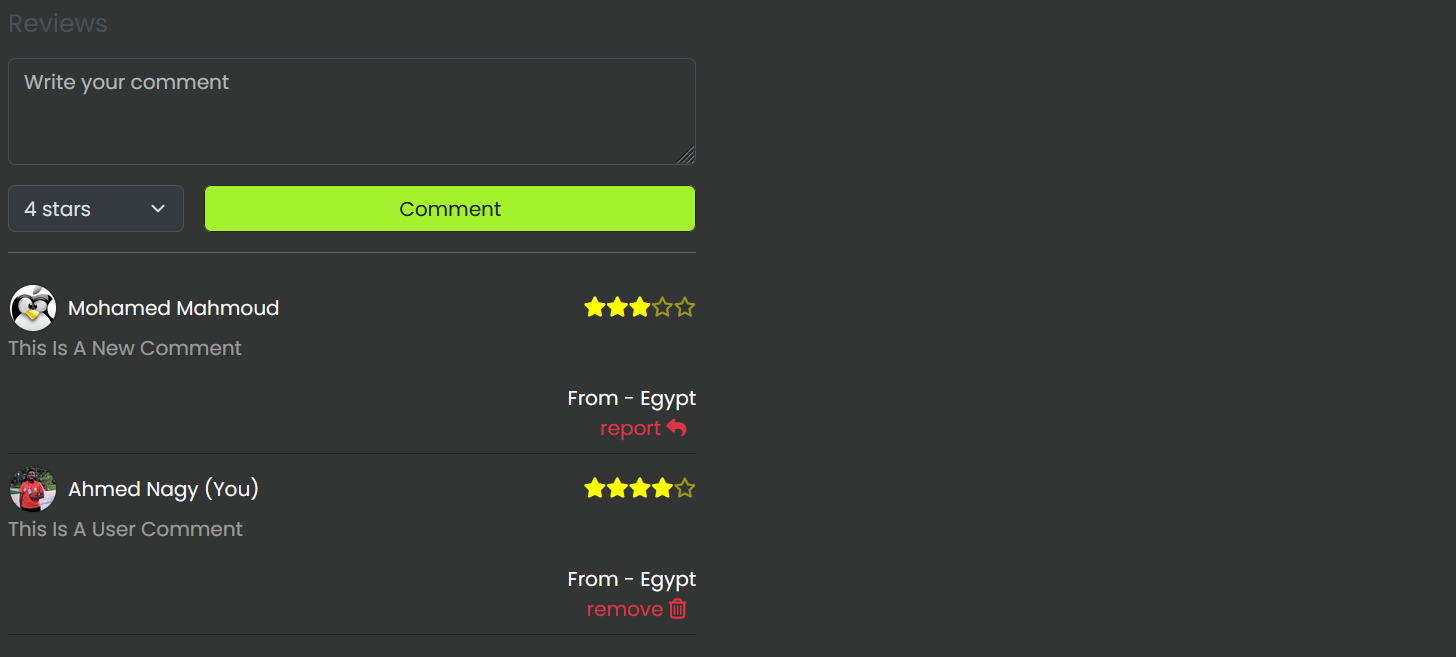 Reviews
Write your comment
4 stars
Comment
Mohamed Mahmoud
This Is A New Comment
From - Egypt
report
Ahmed Nagy (You)
This Is A User Comment
From - Egypt
remove